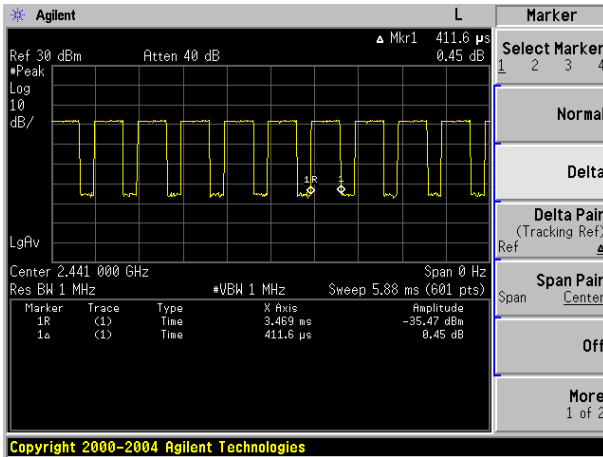 Agilent L
Δ Mkr1 411.6 µs
Ref 30 dBm Atten 40 dB 0.45 dB
#Peak
Log
10
dB/
1R 1
LgAv
Center 2.441 000 GHz Span 0 Hz
Res BW 1 MHz #VBW 1 MHz Sweep 5.88 ms (601 pts)
Marker Trace Type X Axis Amplitude
1R (1) Time 3.469 ms -35.47 dBm
1Δ (1) Time 411.6 µs 0.45 dB
Copyright 2000-2004 Agilent Technologies
Marker
Select Marker
1 2 3 4
Normal
Delta
Delta Pair
(Tracking Ref)
Ref Δ
Span Pair
Span Center
Off
More
1 of 2